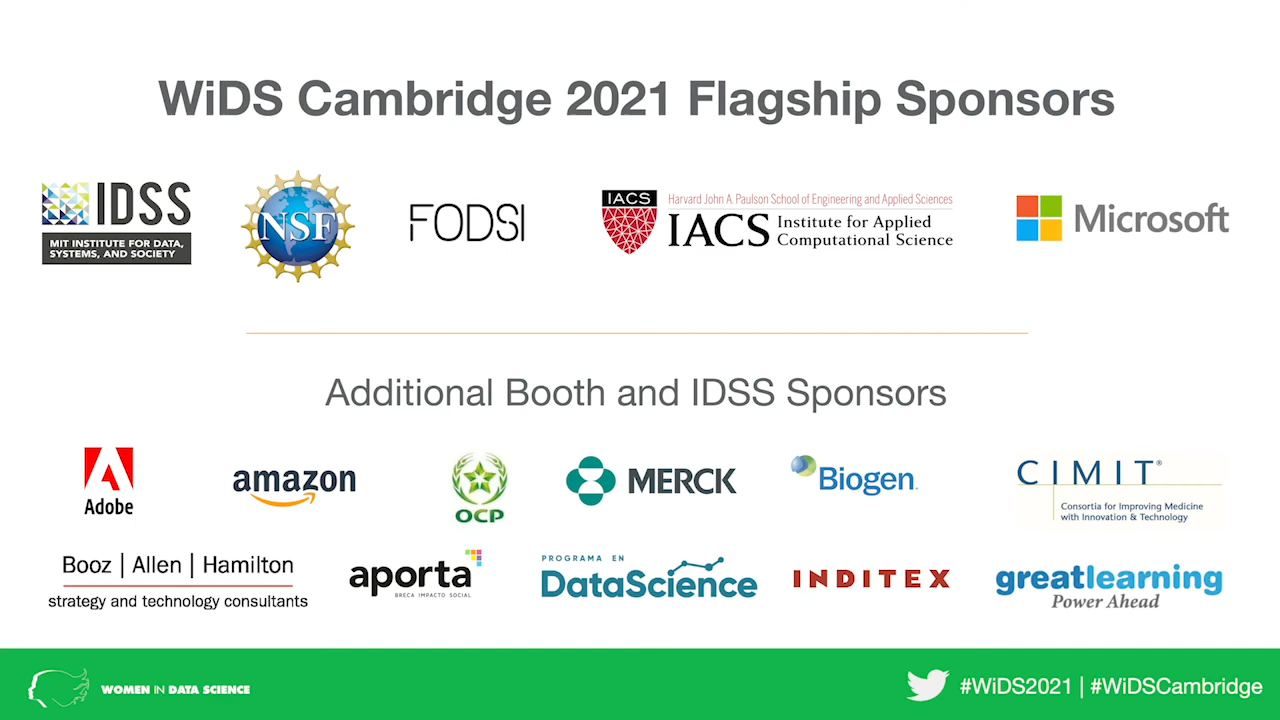 WiDS Cambridge 2021 Flagship Sponsors
IDSS
MIT INSTITUTE FOR DATA,
SYSTEMS, AND SOCIETY
NSF
FODSI
IACS
Harvard John A. Paulson School of Engineering and Applied Sciences
IACS
Institute for Applied
Computational Science
Microsoft
Additional Booth and IDSS Sponsors
Adobe
amazon
OCP
MERCK
Biogen
CIMIT®
Consortia for Improving Medicine
with Innovation & Technology
Booz | Allen | Hamilton
strategy and technology consultants
aporta
BRECA IMPACTO SOCIAL
PROGRAMA EN
DataScience
INDITEX
greatlearning
Power Ahead
WOMEN IN DATA SCIENCE
#WiDS2021 | #WiDSCambridge